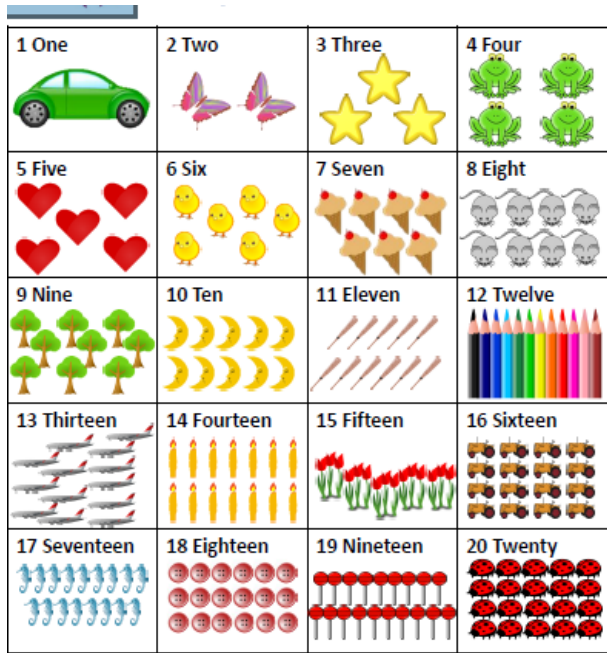 1 One
2 Two
3 Three
4 Four
5 Five
6 Six
7 Seven
8 Eight
9 Nine
10 Ten
11 Eleven
12 Twelve
13 Thirteen
14 Fourteen
15 Fifteen
16 Sixteen
17 Seventeen
18 Eighteen
19 Nineteen
20 Twenty